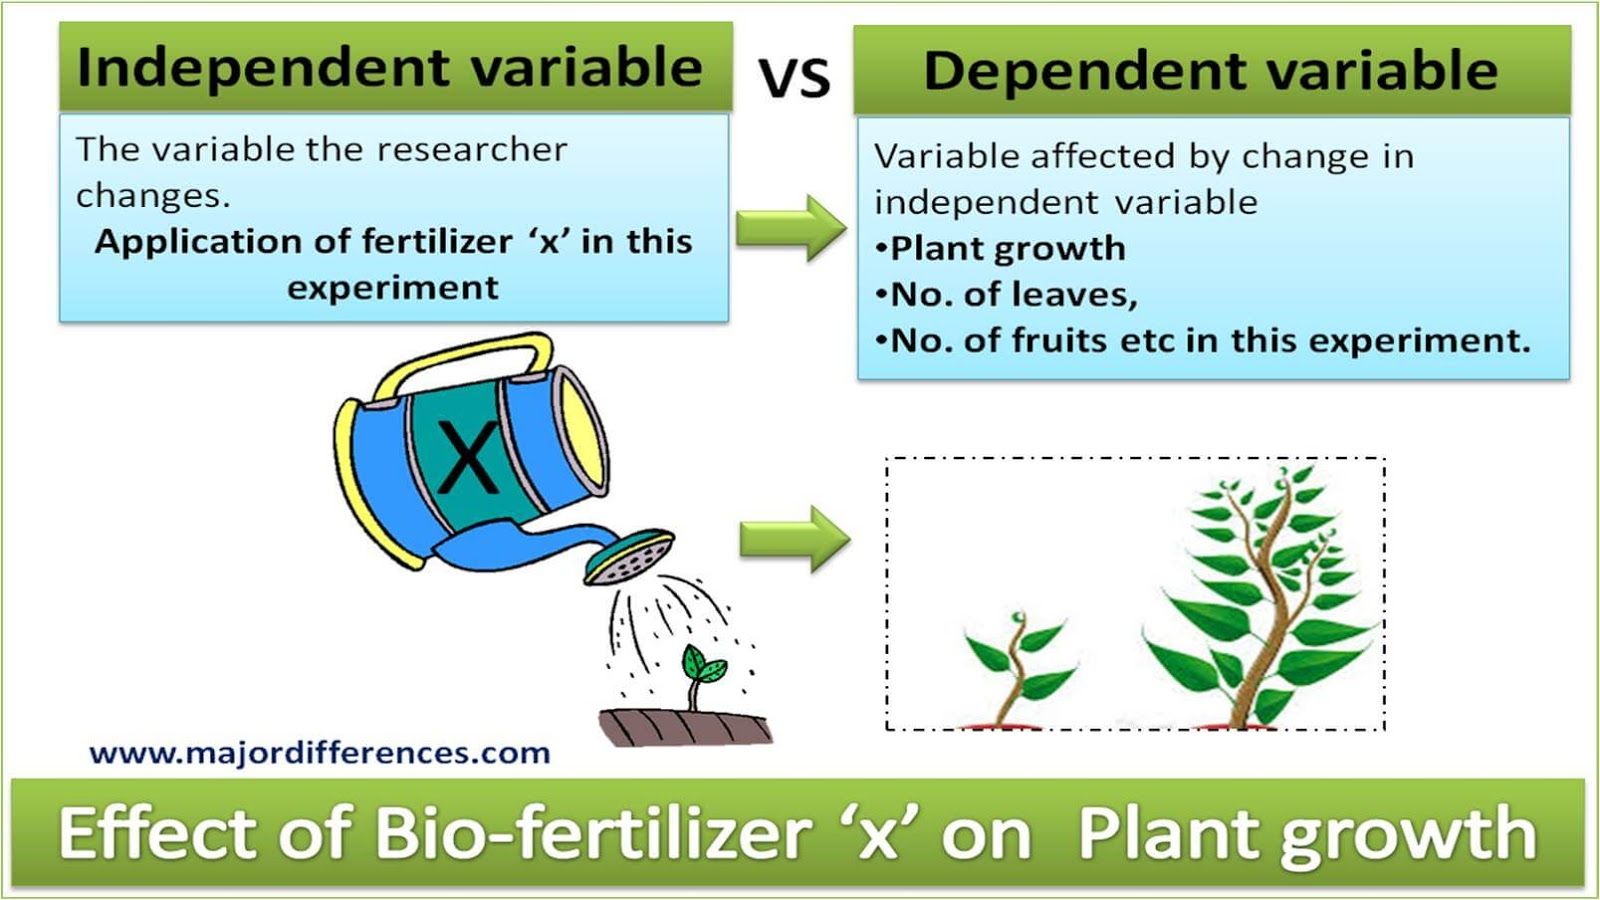 Independent variable
vs
Dependent variable
The variable the researcher
changes.
Application of fertilizer ‘x’ in this
experiment
Variable affected by change in
independent variable
•Plant growth
•No. of leaves,
•No. of fruits etc in this experiment.
X
www.majordifferences.com
Effect of Bio-fertilizer ‘x’ on Plant growth